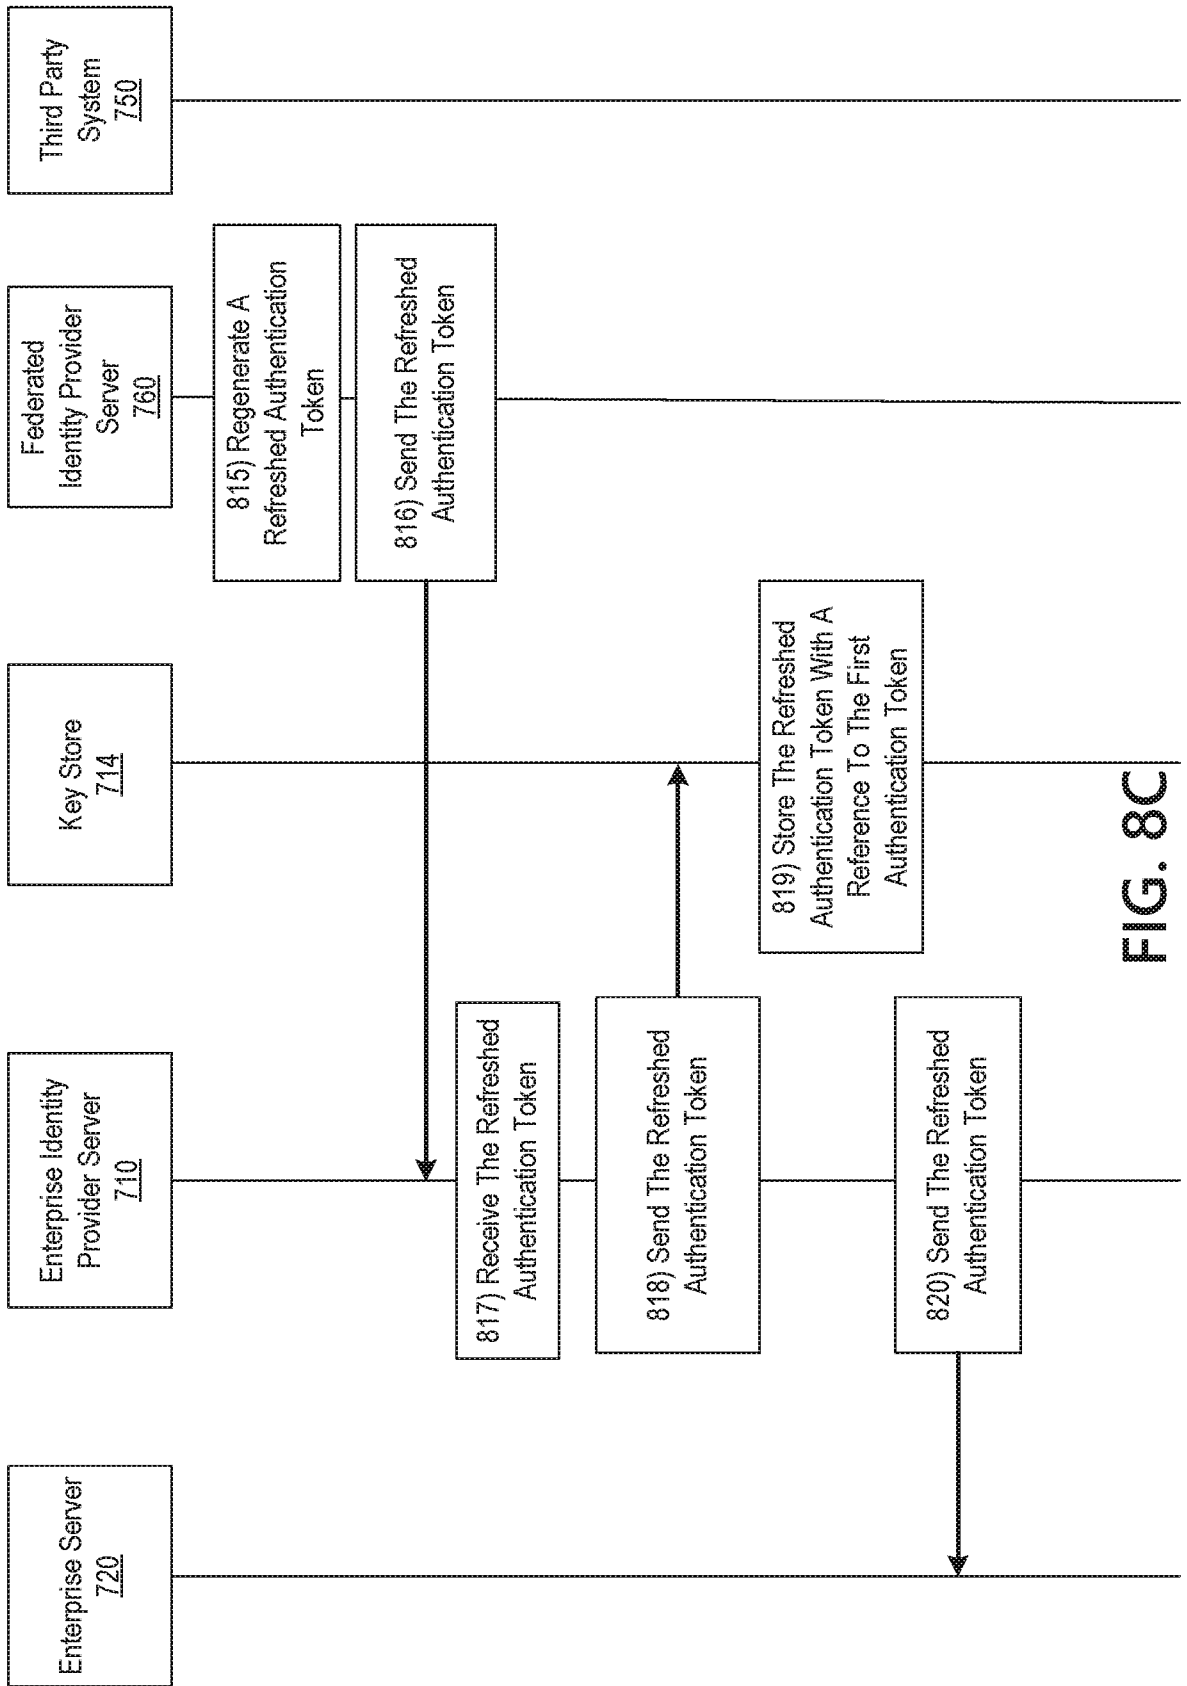 Enterprise Server
720
Enterprise Identity
Provider Server
710
Key Store
714
Federated
Identity Provider
Server
760
Third Party
System
750
815) Regenerate A
Refreshed Authentication
Token
816) Send The Refreshed
Authentication Token
817) Receive The Refreshed
Authentication Token
818) Send The Refreshed
Authentication Token
819) Store The Refreshed
Authentication Token With A
Reference To The First
Authentication Token
820) Send The Refreshed
Authentication Token
FIG. 8C